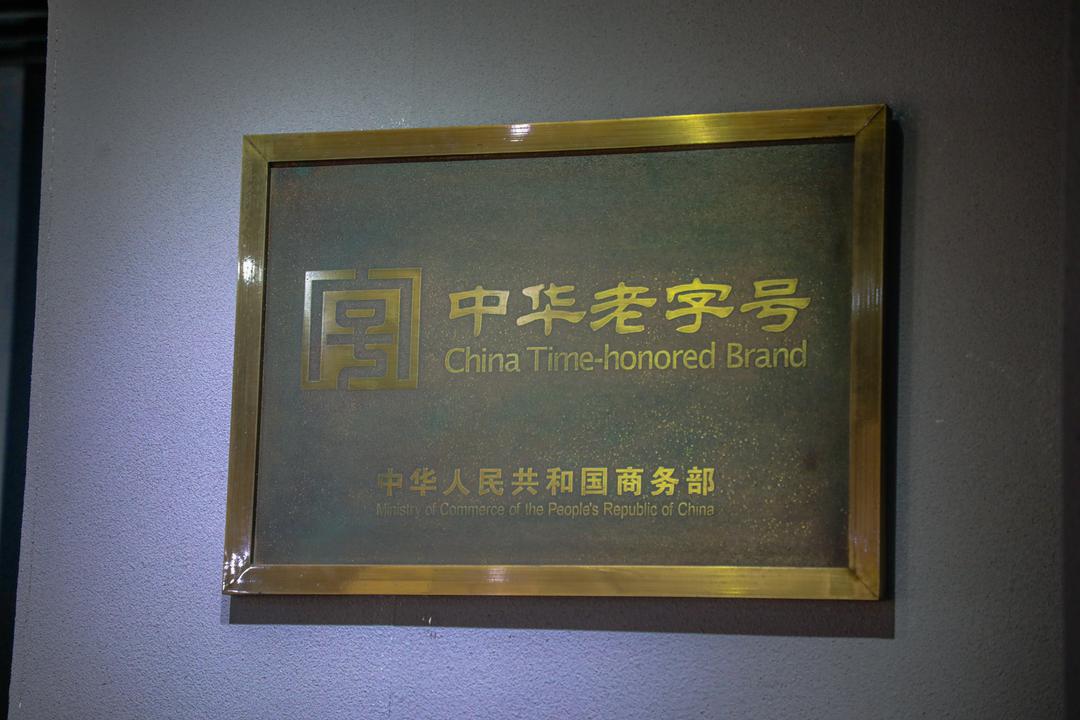 中华老字号
China Time-honored Brand
中华人民共和国商务部
Ministry of Commerce of the People's Republic of China